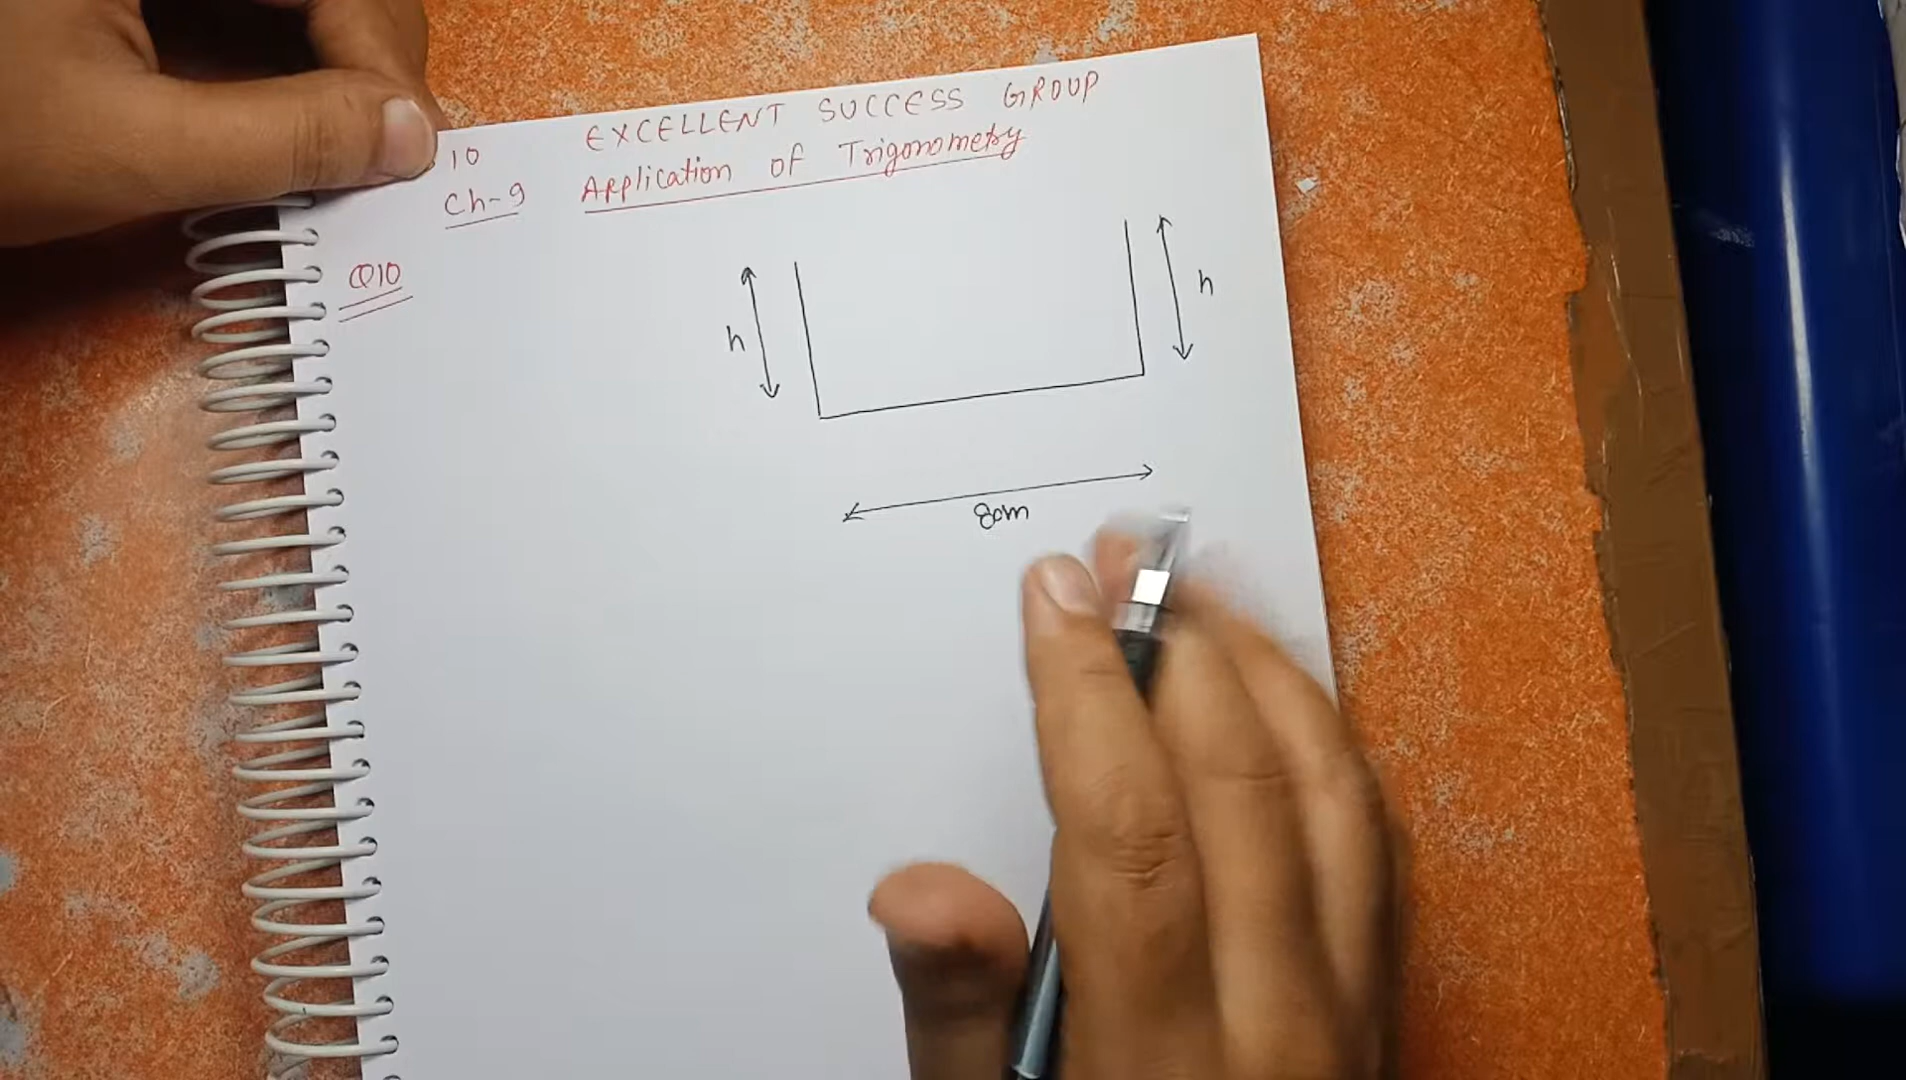 10 EXCELLENT SUCCESS GROUP
Ch-9 Application of Trigonometry
Q10
h
h
80m